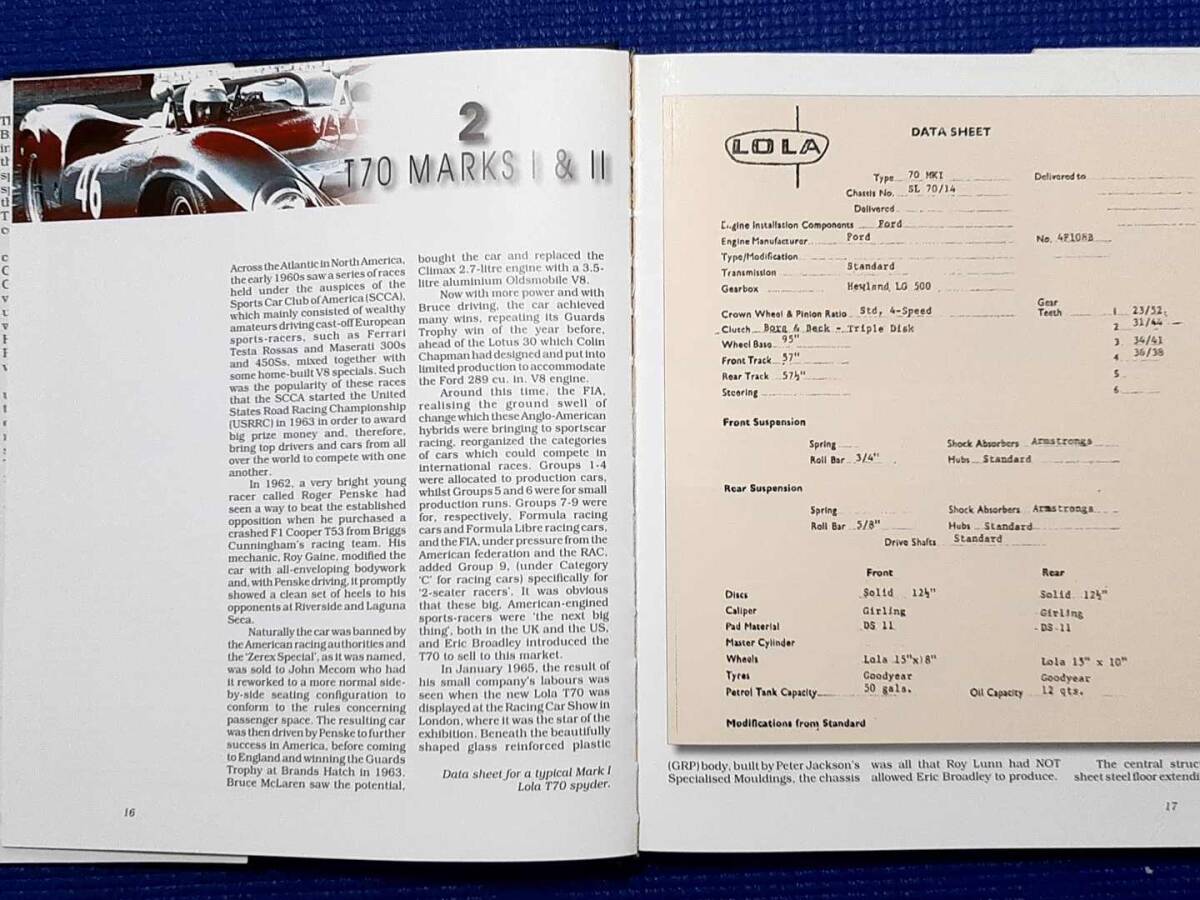 46
2
T70 MARKS I & II
Across the Atlantic in North America,
the early 1960s saw a series of races
held under the auspices of the
Sports Car Club of America (SCCA),
which mainly consisted of wealthy
amateurs driving cast-off European
sports-racers, such as Ferrari
Testa Rossas and Maserati 300s
and 450Ss, mixed together with
some home-built V8 specials. Such
was the popularity of these races
that the SCCA started the United
States Road Racing Championship
(USRRC) in 1963 in order to award
big prize money and, therefore,
bring top drivers and cars from all
over the world to compete with one
another.
In 1962, a very bright young
racer called Roger Penske had
seen a way to beat the established
opposition when he purchased a
crashed F1 Cooper T53 from Briggs
Cunningham's racing team. His
mechanic, Roy Gaine, modified the
car with all-enveloping bodywork
and, with Penske driving, it promptly
showed a clean set of heels to his
opponents at Riverside and Laguna
Seca.
Naturally the car was banned by
the American racing authorities and
the 'Zerex Special', as it was named,
was sold to John Mecom who had
it reworked to a more normal side-
by-side seating configuration to
conform to the rules concerning
passenger space. The resulting car
was then driven by Penske to further
success in America, before coming
to England and winning the Guards
Trophy at Brands Hatch in 1963.
Bruce McLaren saw the potential,
bought the car and replaced the
Climax 2.7-litre engine with a 3.5-
litre aluminium Oldsmobile V8.
Now with more power and with
Bruce driving, the car achieved
many wins, repeating its Guards
Trophy win of the year before,
ahead of the Lotus 30 which Colin
Chapman had designed and put into
limited production to accommodate
the Ford 289 cu. in. V8 engine.
Around this time, the FIA,
realising the ground swell of
change which these Anglo-American
hybrids were bringing to sportscar
racing, reorganized the categories
of cars which could compete in
international races. Groups 1-4
were allocated to production cars,
whilst Groups 5 and 6 were for small
production runs. Groups 7-9 were
for, respectively, Formula racing
cars and Formula Libre racing cars,
and the FIA, under pressure from the
American federation and the RAC,
added Group 9, (under Category
'C' for racing cars) specifically for
'2-seater racers'. It was obvious
that these big, American-engined
sports-racers were 'the next big
thing', both in the UK and the US,
and Eric Broadley introduced the
T70 to sell to this market.
In January 1965, the result of
his small company's labours was
seen when the new Lola T70 was
displayed at the Racing Car Show in
London, where it was the star of the
exhibition. Beneath the beautifully
shaped glass reinforced plastic
Data sheet for a typical Mark I
Lola T70 spyder.
16
LOLA
DATA SHEET
Type 70 MKI Delivered to
Chassis No. SL 70/14
Delivered
Engine Installation Components Ford
Engine Manufacturer Ford No. 4F108B
Type/Modification
Transmission Standard
Gearbox Hewland, LG 500
Crown Wheel & Pinion Ratio Std, 4-Speed Gear Teeth 1 23/52
Clutch Borg & Beck - Triple Disk 2 31/44
Wheel Base 95" 3 34/41
Front Track 57" 4 36/38
Rear Track 57½" 5
Steering 6
Front Suspension
Spring Shock Absorbers Armstrongs
Roll Bar 3/4" Hubs Standard
Rear Suspension
Spring Shock Absorbers Armstrongs
Roll Bar 5/8" Hubs Standard
Drive Shafts Standard
Front Rear
Discs Solid 12½" Solid 12½"
Caliper Girling Girling
Pad Material DS 11 DS 11
Master Cylinder
Wheels Lola 15"x)8" Lola 15" x 10"
Tyres Goodyear Goodyear
Petrol Tank Capacity 50 gals. Oil Capacity 12 qts.
Modifications from Standard
(GRP) body, built by Peter Jackson's
Specialised Mouldings, the chassis
was all that Roy Lunn had NOT
allowed Eric Broadley to produce.
The central struc
sheet steel floor extendi
17